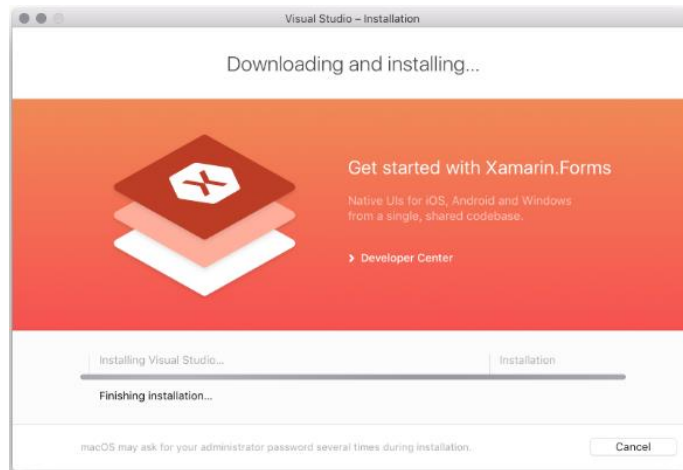 Visual Studio – Installation
Downloading and installing...
Get started with Xamarin.Forms
Native UIs for iOS, Android and Windows
from a single, shared codebase.
Developer Center
Installing Visual Studio...
Installation
Finishing installation...
macOS may ask for your administrator password several times during installation.
Cancel